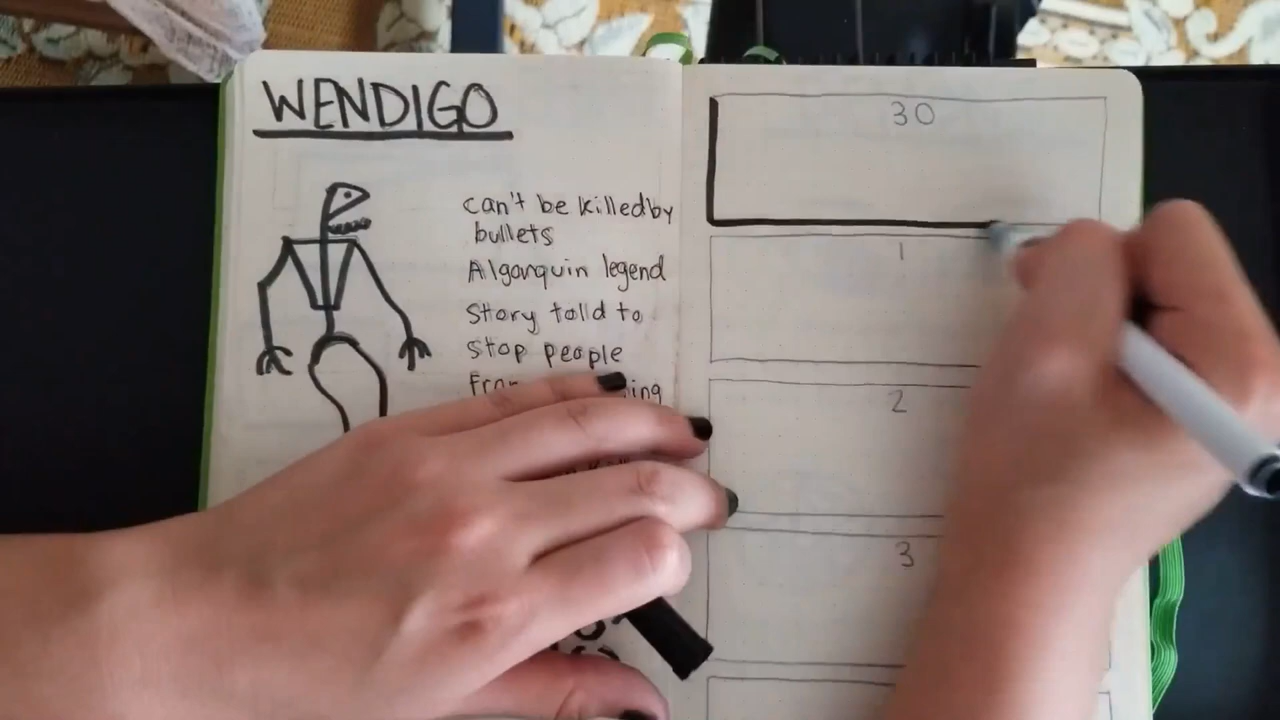 WENDIGO
can't be killed by
bullets
Algonquin legend
Story told to
stop people
30
1
2
3